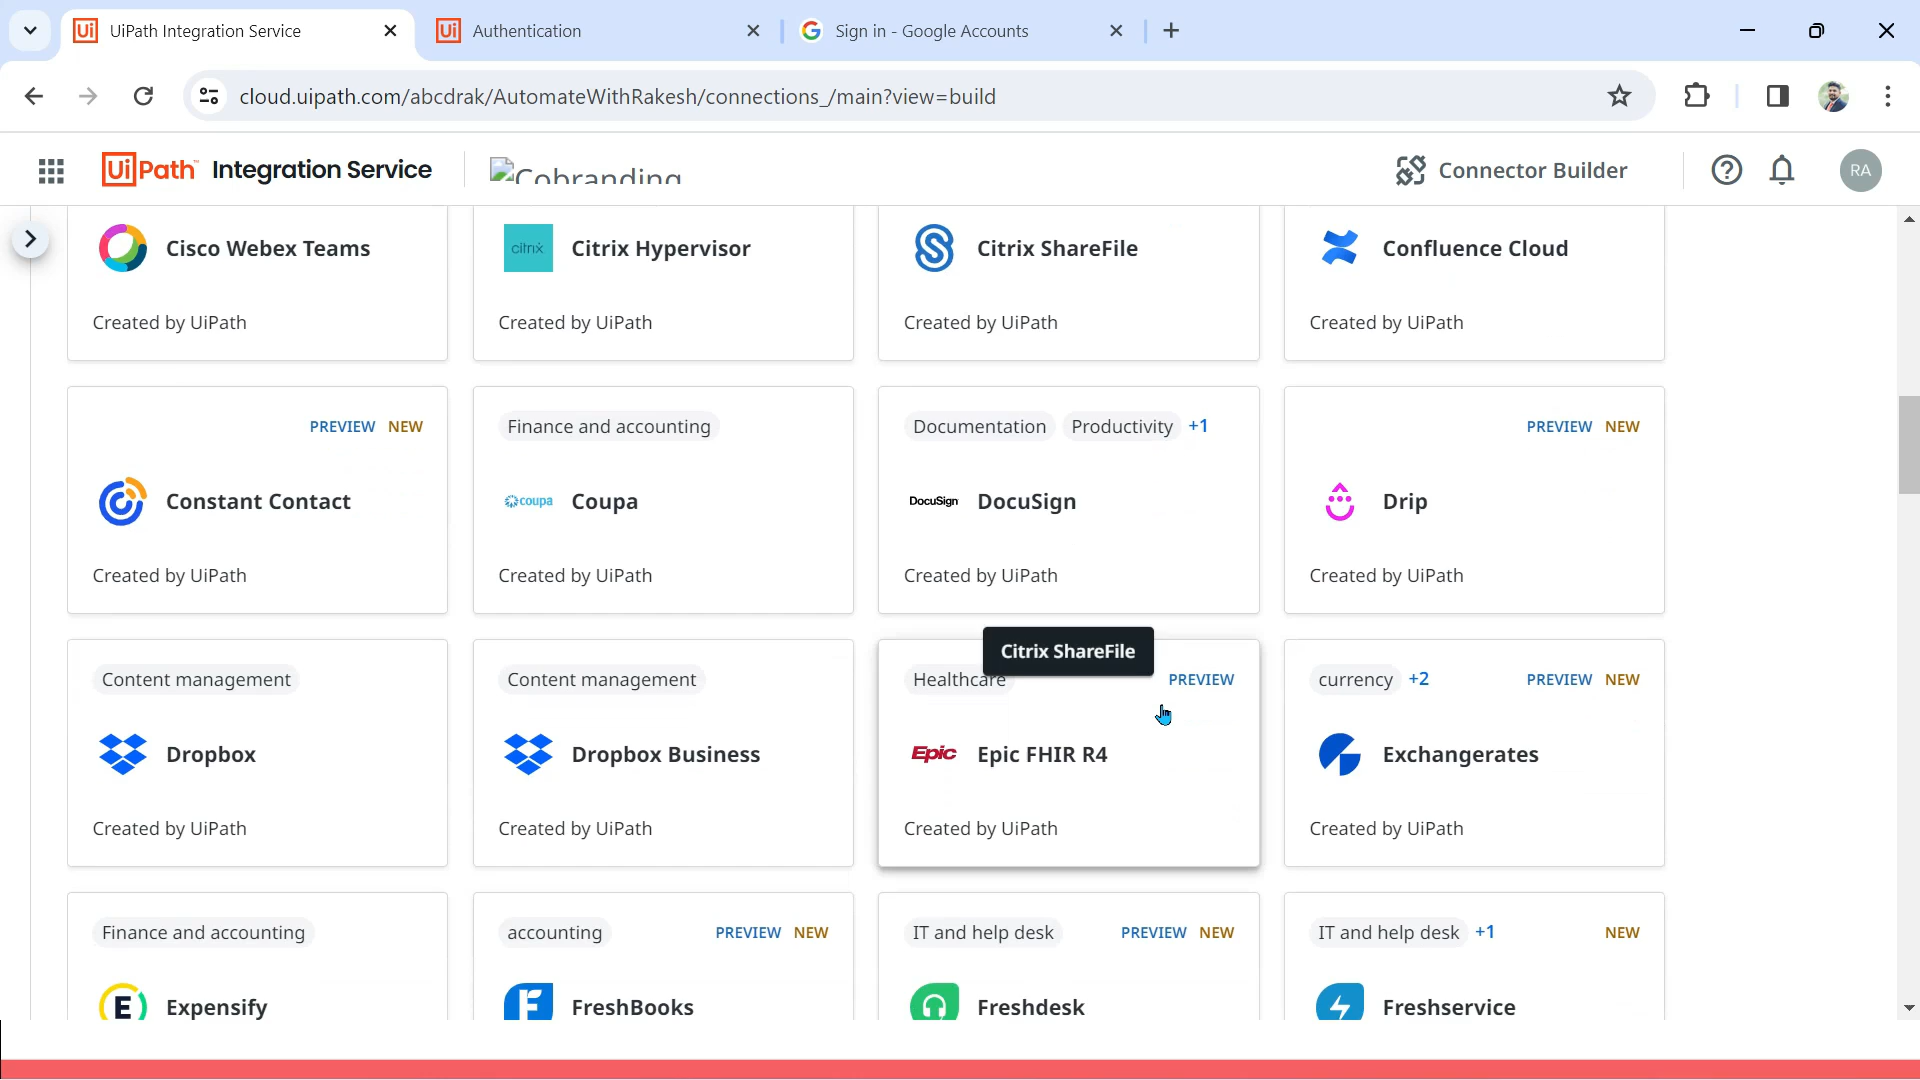 UiPath Integration Service
Authentication
Sign in - Google Accounts
cloud.uipath.com/abcdrak/AutomateWithRakesh/connections_/main?view=build
UiPath™ Integration Service
Cobranding
Connector Builder
RA
Cisco Webex Teams
citrix Citrix Hypervisor
Citrix ShareFile
Confluence Cloud
Created by UiPath
Created by UiPath
Created by UiPath
Created by UiPath
PREVIEW NEW
Finance and accounting
Documentation Productivity +1
PREVIEW NEW
Constant Contact
coupa Coupa
DocuSign DocuSign
Drip
Created by UiPath
Created by UiPath
Created by UiPath
Created by UiPath
Citrix ShareFile
Content management
Content management
Healthcare PREVIEW
currency +2 PREVIEW NEW
Dropbox
Dropbox Business
Epic Epic FHIR R4
Exchangerates
Created by UiPath
Created by UiPath
Created by UiPath
Created by UiPath
Finance and accounting
accounting PREVIEW NEW
IT and help desk PREVIEW NEW
IT and help desk +1 NEW
E Expensify
F FreshBooks
Freshdesk
Freshservice